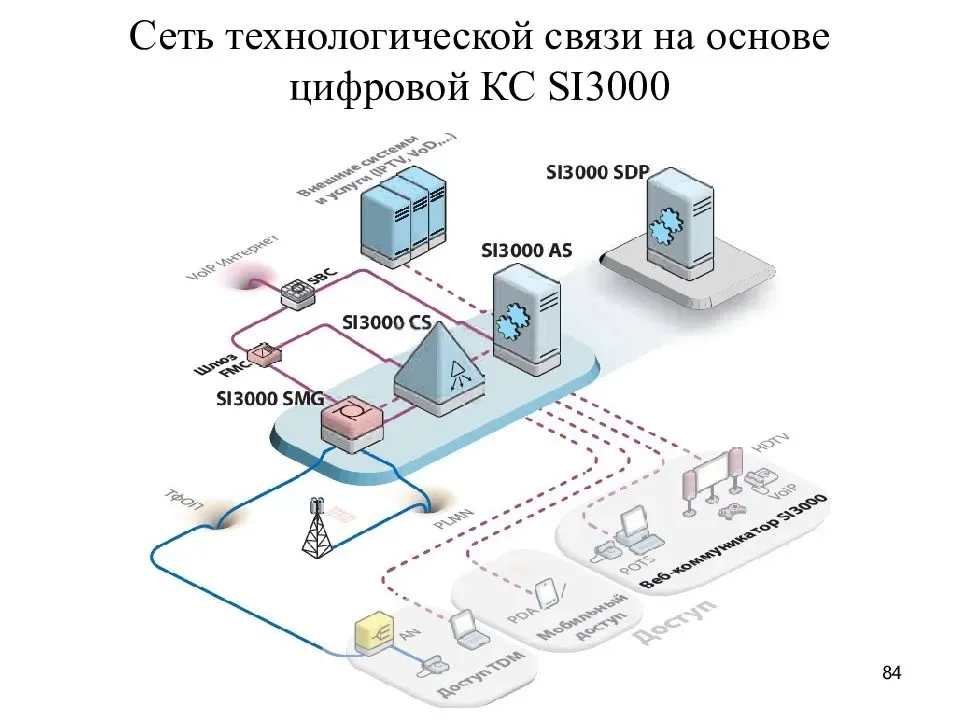 Сеть технологической связи на основе
цифровой КС SI3000
Внешние системы
и услуги (IPTV, VoD,...)
SI3000 SDP
VoIP Интернет
SBC
SI3000 AS
SI3000 CS
Шлюз
FMC
SI3000 SMG
ТфОП
PLMN
HDTV
VoIP
POTS
Веб-коммуникатор SI3000
PDA
Мобильный
доступ
Доступ
AN
Доступ TDM
84